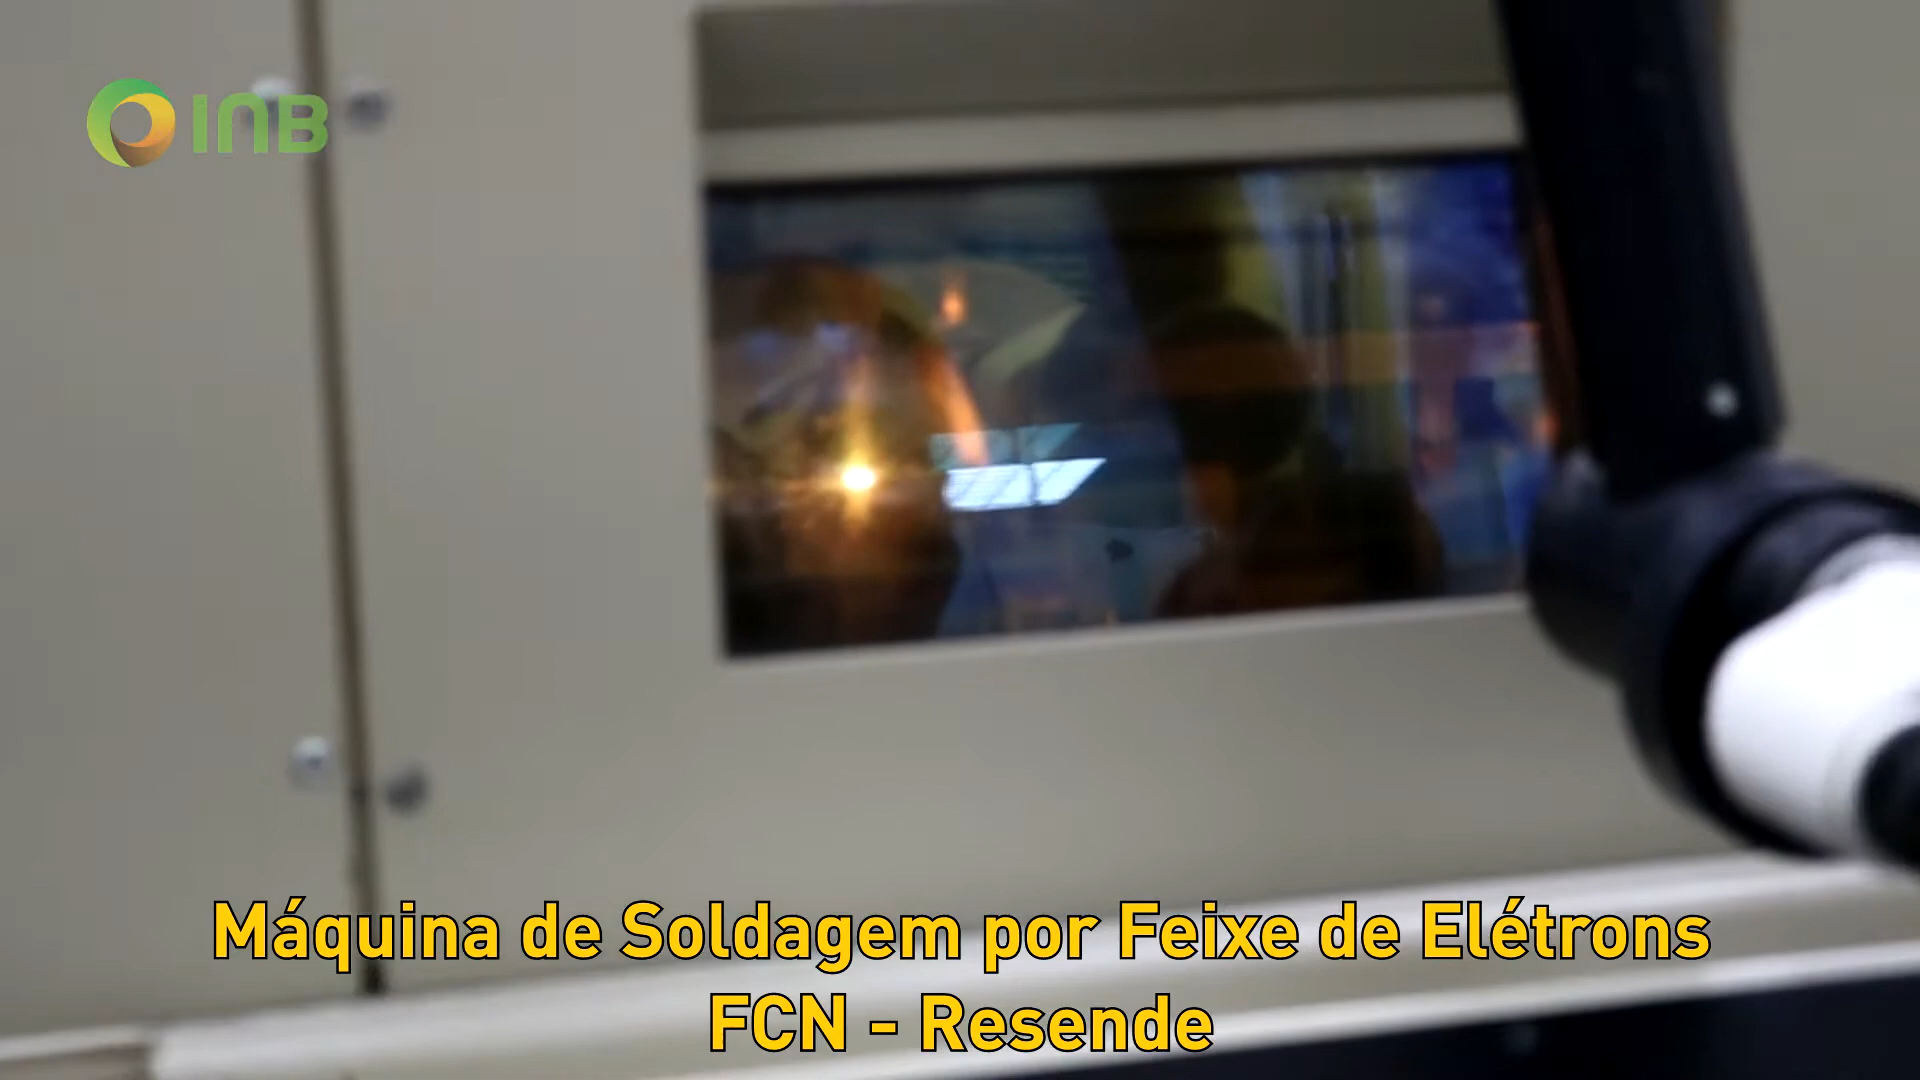 INB
Máquina de Soldagem por Feixe de Elétrons
FCN - Resende